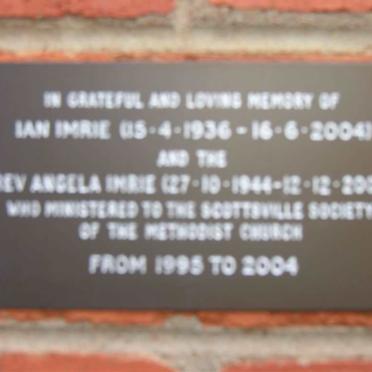 IN GRATEFUL AND LOVING MEMORY OF
IAN IMRIE (15·4·1936 – 16·6·2004)
AND THE
REV ANGELA IMRIE (27·10·1944–12·12·200
WHO MINISTERED TO THE SCOTTSVILLE SOCIETY
OF THE METHODIST CHURCH
FROM 1995 TO 2004